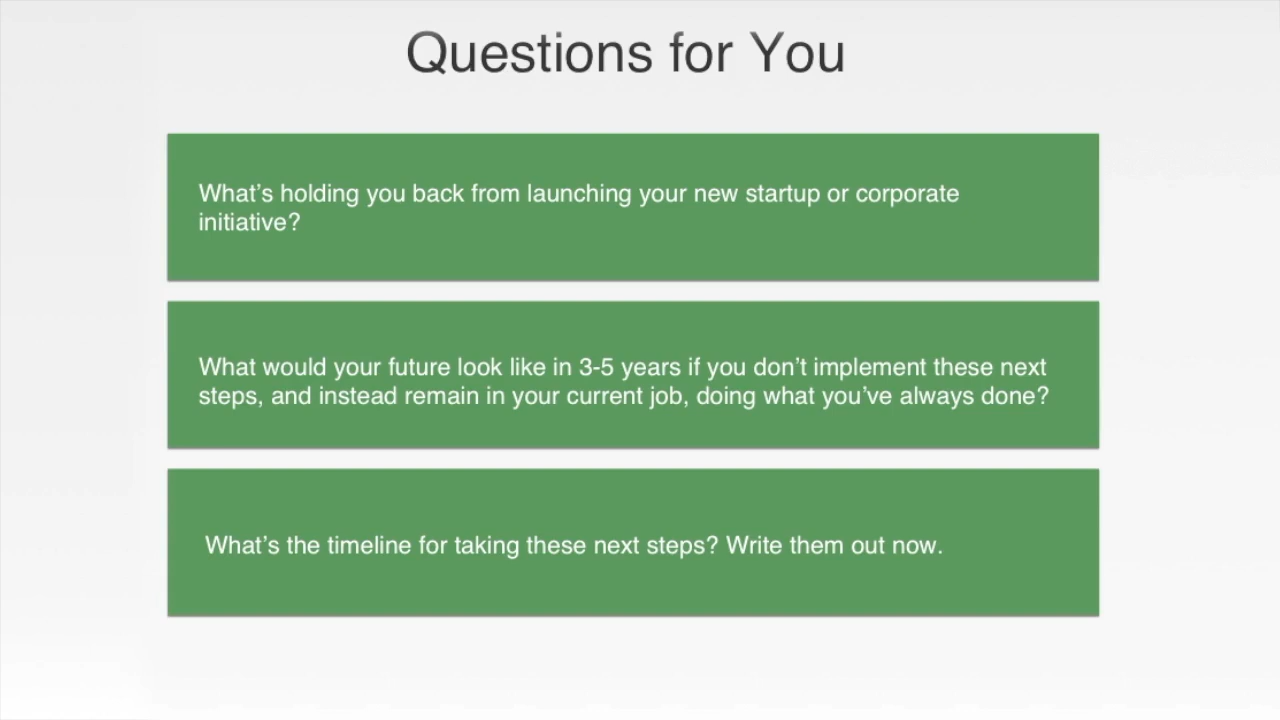 Questions for You
What’s holding you back from launching your new startup or corporate
initiative?
What would your future look like in 3-5 years if you don’t implement these next
steps, and instead remain in your current job, doing what you’ve always done?
What’s the timeline for taking these next steps? Write them out now.